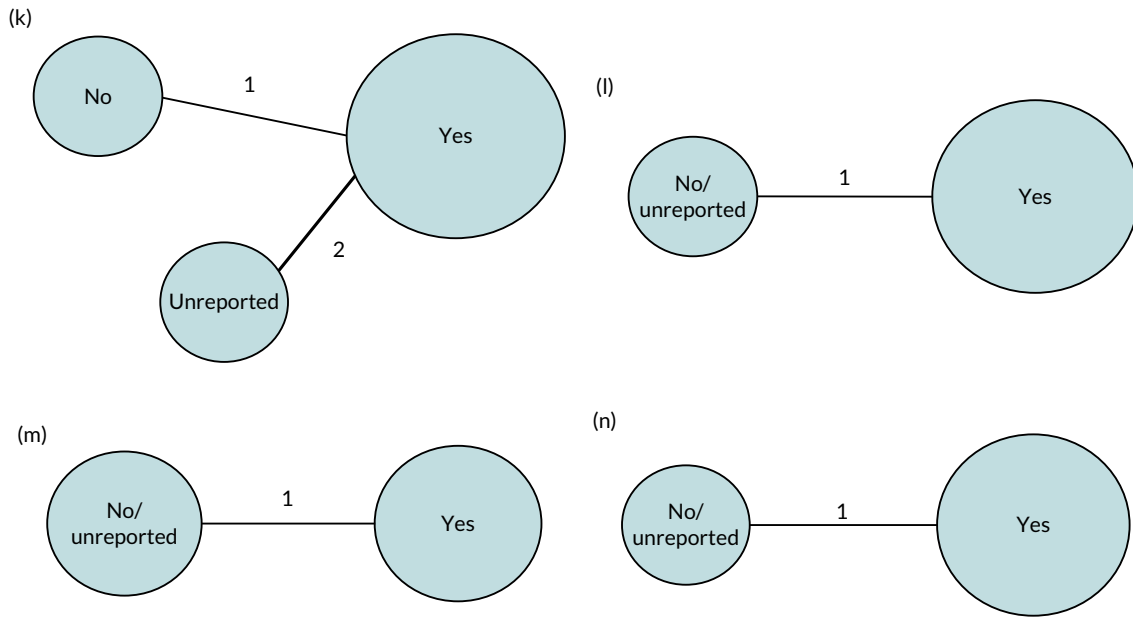 (k)
No
1
Yes
2
Unreported
(l)
No/
unreported
1
Yes
(m)
No/
unreported
1
Yes
(n)
No/
unreported
1
Yes